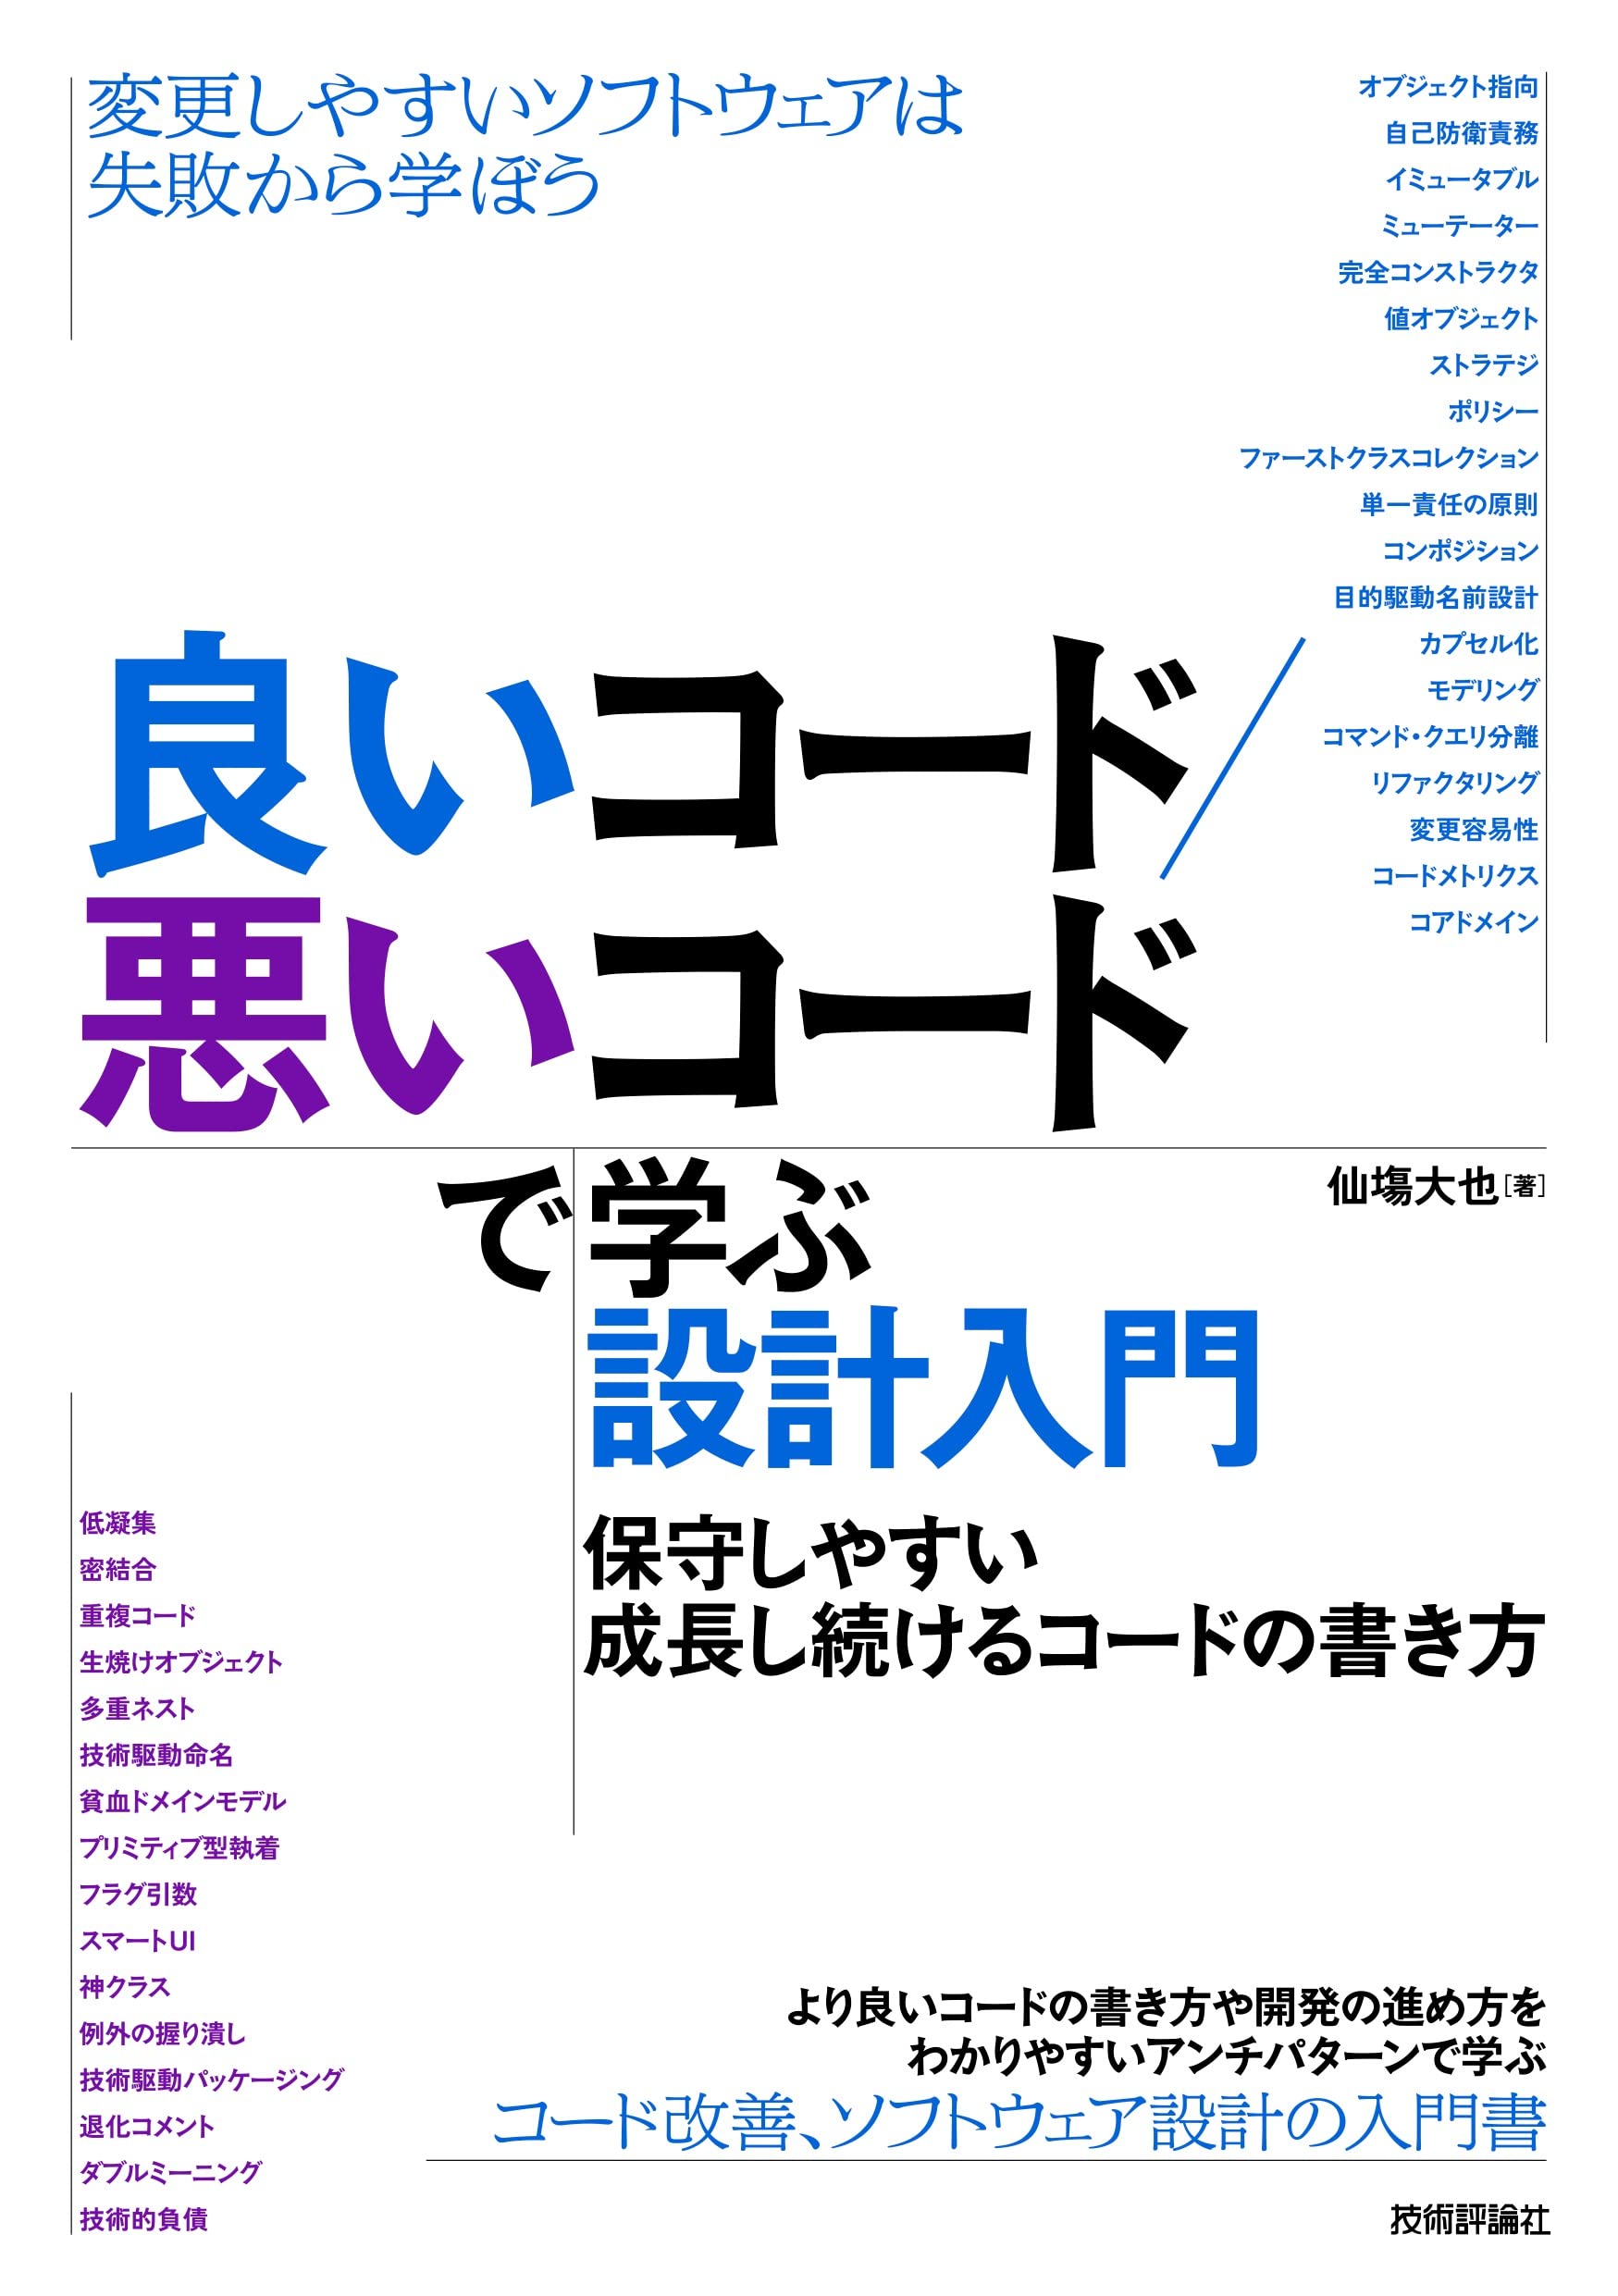 変更しやすいソフトウェアは
失敗から学ぼう
オブジェクト指向
自己防衛責務
イミュータブル
ミューテーター
完全コンストラクタ
値オブジェクト
ストラテジ
ポリシー
ファーストクラスコレクション
単一責任の原則
コンポジション
目的駆動名前設計
カプセル化
モデリング
コマンド・クエリ分離
リファクタリング
変更容易性
コードメトリクス
コアドメイン
良いコード/
悪いコード
で学ぶ
設計入門
仙塲大也[著]
保守しやすい
成長し続けるコードの書き方
低凝集
密結合
重複コード
生焼けオブジェクト
多重ネスト
技術駆動命名
貧血ドメインモデル
プリミティブ型執着
フラグ引数
スマートUI
神クラス
例外の握り潰し
技術駆動パッケージング
退化コメント
ダブルミーニング
技術的負債
より良いコードの書き方や開発の進め方を
わかりやすいアンチパターンで学ぶ
コード改善、ソフトウェア設計の入門書
技術評論社